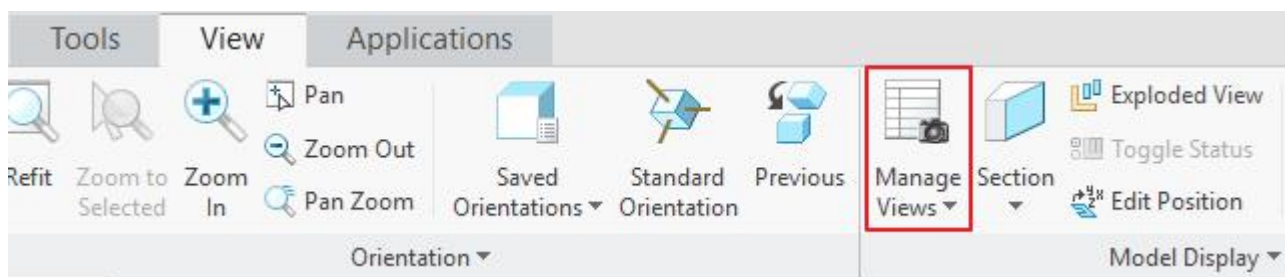 Tools View Applications
Refit
Zoom to
Selected
Zoom
In
Pan
Zoom Out
Pan Zoom
Saved
Orientations
Standard
Orientation
Previous
Manage
Views
Section
Exploded View
Toggle Status
Edit Position
Orientation
Model Display